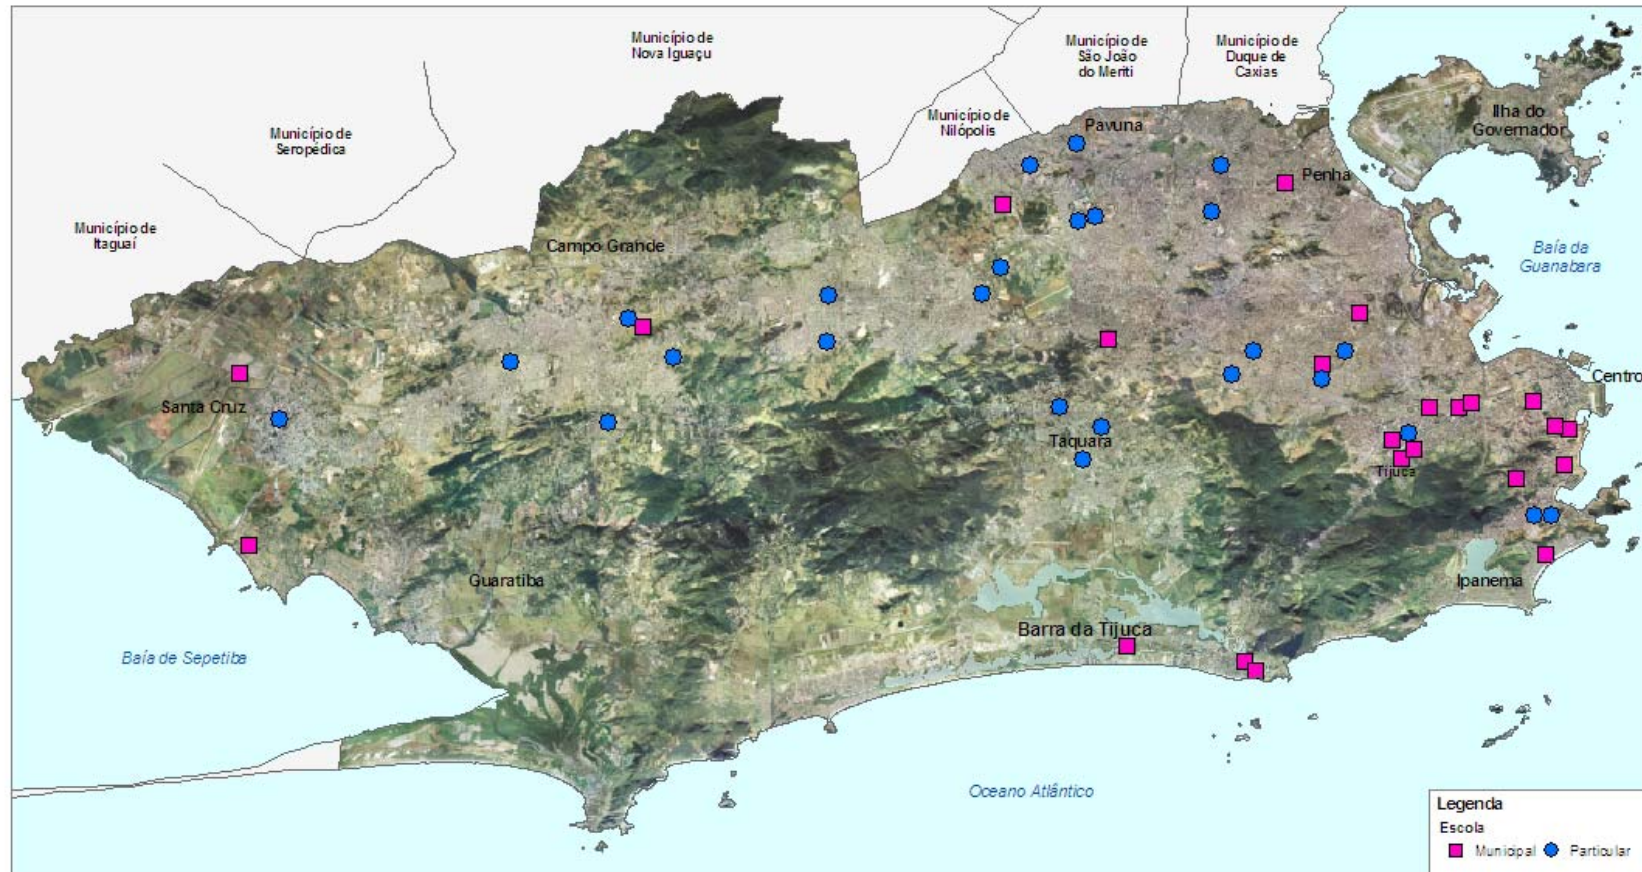 Município de
Nova Iguaçu
Município de
São João
do Meriti
Município de
Duque de
Caxias
Município de
Nilópolis
Ilha do
Governador
Município de
Seropédica
Pavuna
Penha
Município de
Itaguaí
Campo Grande
Baía da
Guanabara
Centro
Santa Cruz
Taquara
Tijuca
Guaratiba
Ipanema
Barra da Tijuca
Baía de Sepetiba
Oceano Atlântico
Legenda
Escola
Municipal Particular